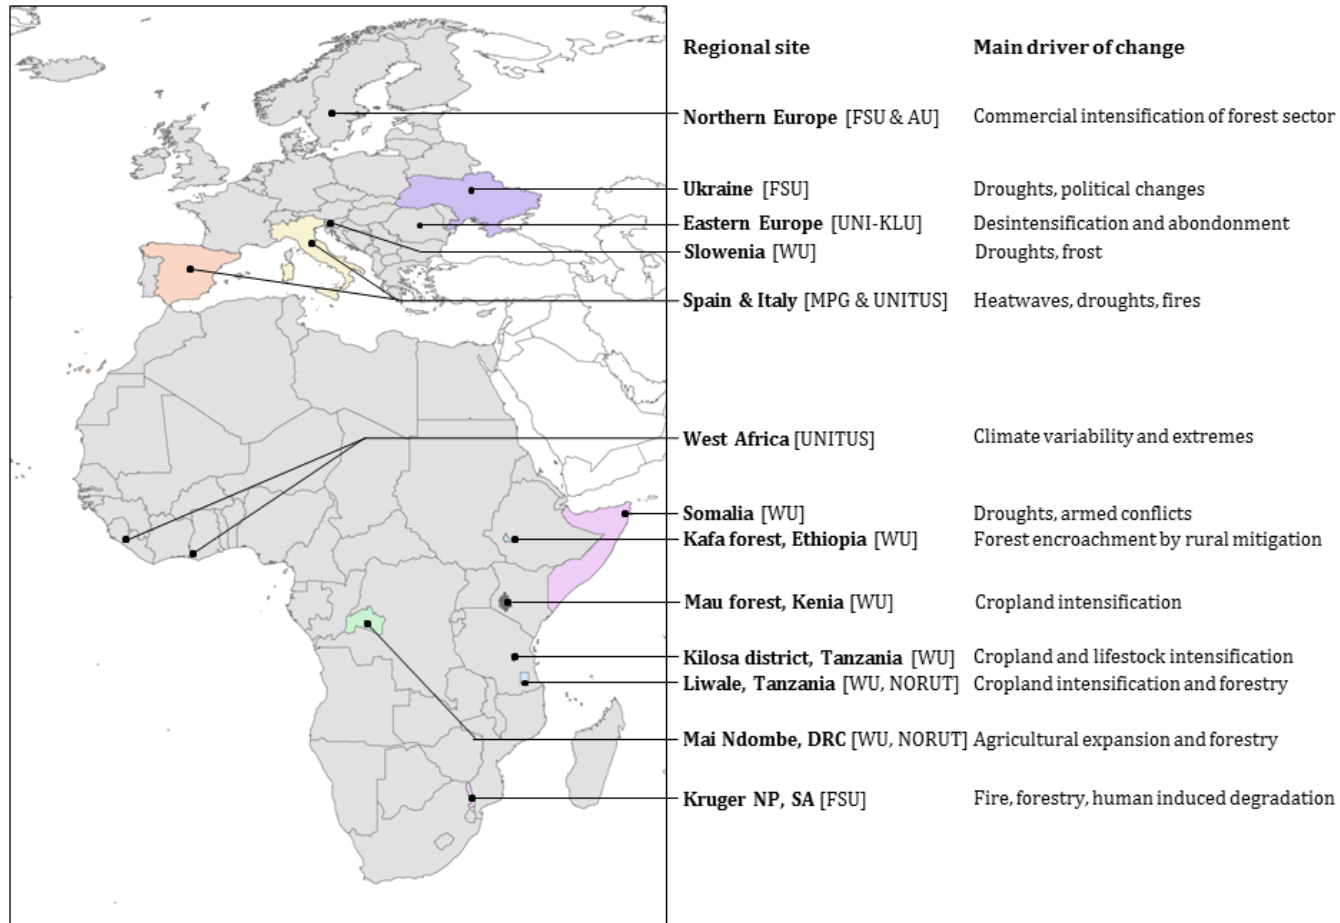 Regional site Main driver of change
Northern Europe [FSU & AU] Commercial intensification of forest sector
Ukraine [FSU] Droughts, political changes
Eastern Europe [UNI-KLU] Desintensification and abondonment
Slowenia [WU] Droughts, frost
Spain & Italy [MPG & UNITUS] Heatwaves, droughts, fires
West Africa [UNITUS] Climate variability and extremes
Somalia [WU] Droughts, armed conflicts
Kafa forest, Ethiopia [WU] Forest encroachment by rural mitigation
Mau forest, Kenia [WU] Cropland intensification
Kilosa district, Tanzania [WU] Cropland and lifestock intensification
Liwale, Tanzania [WU, NORUT] Cropland intensification and forestry
Mai Ndombe, DRC [WU, NORUT] Agricultural expansion and forestry
Kruger NP, SA [FSU] Fire, forestry, human induced degradation